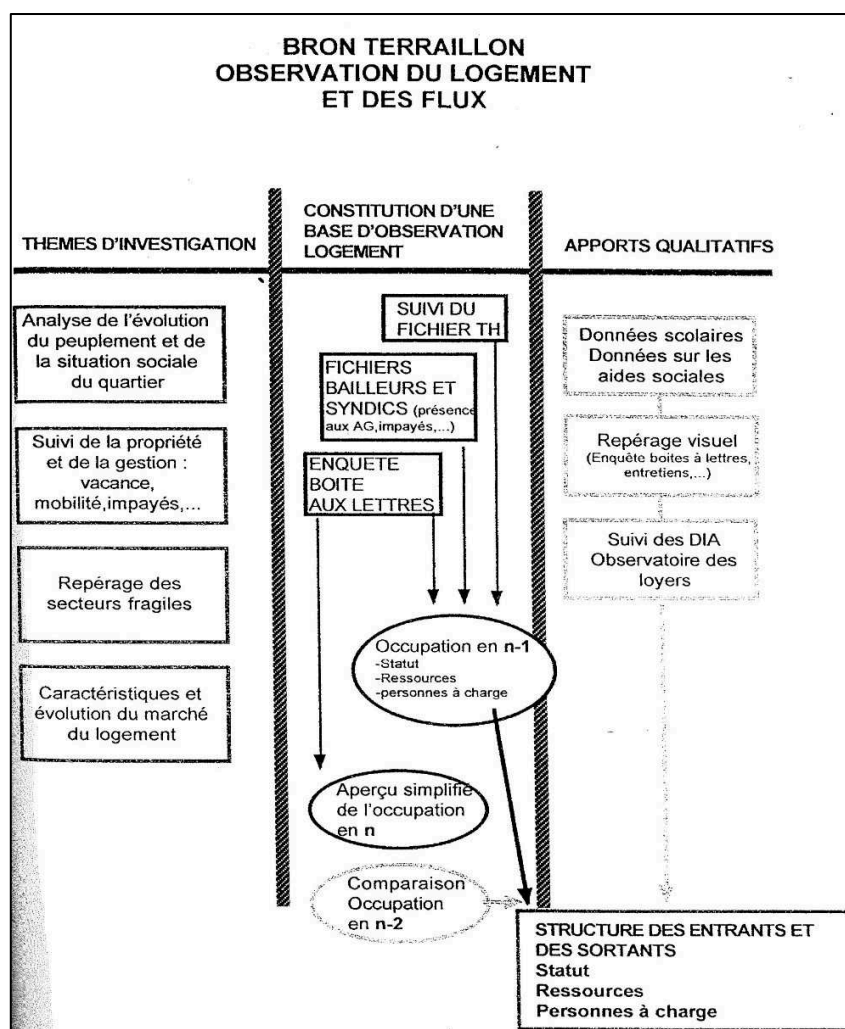 BRON TERRAILLON
OBSERVATION DU LOGEMENT
ET DES FLUX
THEMES D'INVESTIGATION
Analyse de l'évolution
du peuplement et de
la situation sociale
du quartier
Suivi de la propriété
et de la gestion :
vacance,
mobilité,impayés,...
Repérage des
secteurs fragiles
Caractéristiques et
évolution du marché
du logement
CONSTITUTION D'UNE
BASE D'OBSERVATION
LOGEMENT
SUIVI DU
FICHIER TH
FICHIERS
BAILLEURS ET
SYNDICS (présence
aux AG,impayés,...)
ENQUETE
BOITE
AUX LETTRES
Occupation en n-1
-Statut
-Ressources
-personnes à charge
Aperçu simplifié
de l'occupation
en n
Comparaison
Occupation
en n-2
APPORTS QUALITATIFS
Données scolaires
Données sur les
aides sociales
Repérage visuel
(Enquête boites à lettres,
entretiens,...)
Suivi des DIA
Observatoire des
loyers
STRUCTURE DES ENTRANTS ET
DES SORTANTS
Statut
Ressources
Personnes à charge